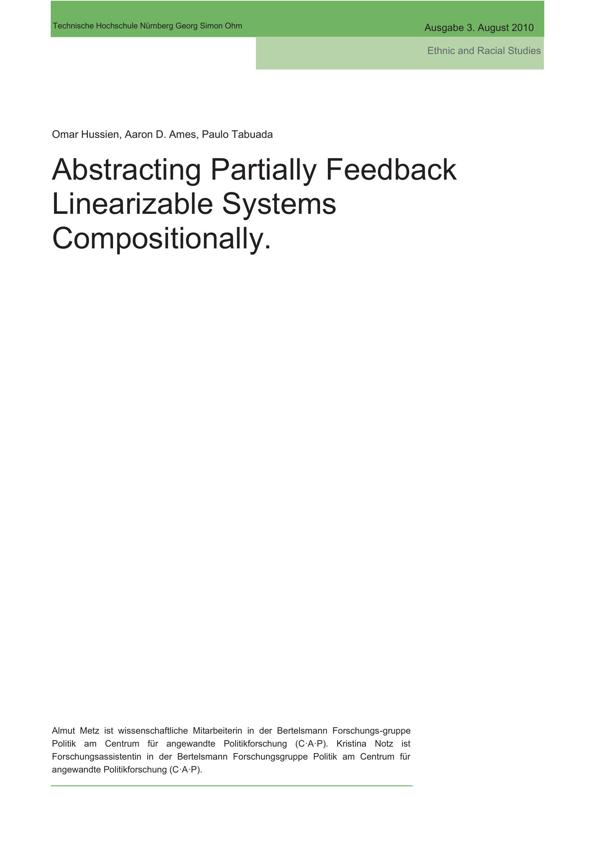 Technische Hochschule Nürnberg Georg Simon Ohm
Ausgabe 3. August 2010
Ethnic and Racial Studies
Omar Hussien, Aaron D. Ames, Paulo Tabuada
Abstracting Partially Feedback
Linearizable Systems
Compositionally.
Almut Metz ist wissenschaftliche Mitarbeiterin in der Bertelsmann Forschungs-gruppe
Politik am Centrum für angewandte Politikforschung (C·A·P). Kristina Notz ist
Forschungsassistentin in der Bertelsmann Forschungsgruppe Politik am Centrum für
angewandte Politikforschung (C·A·P).